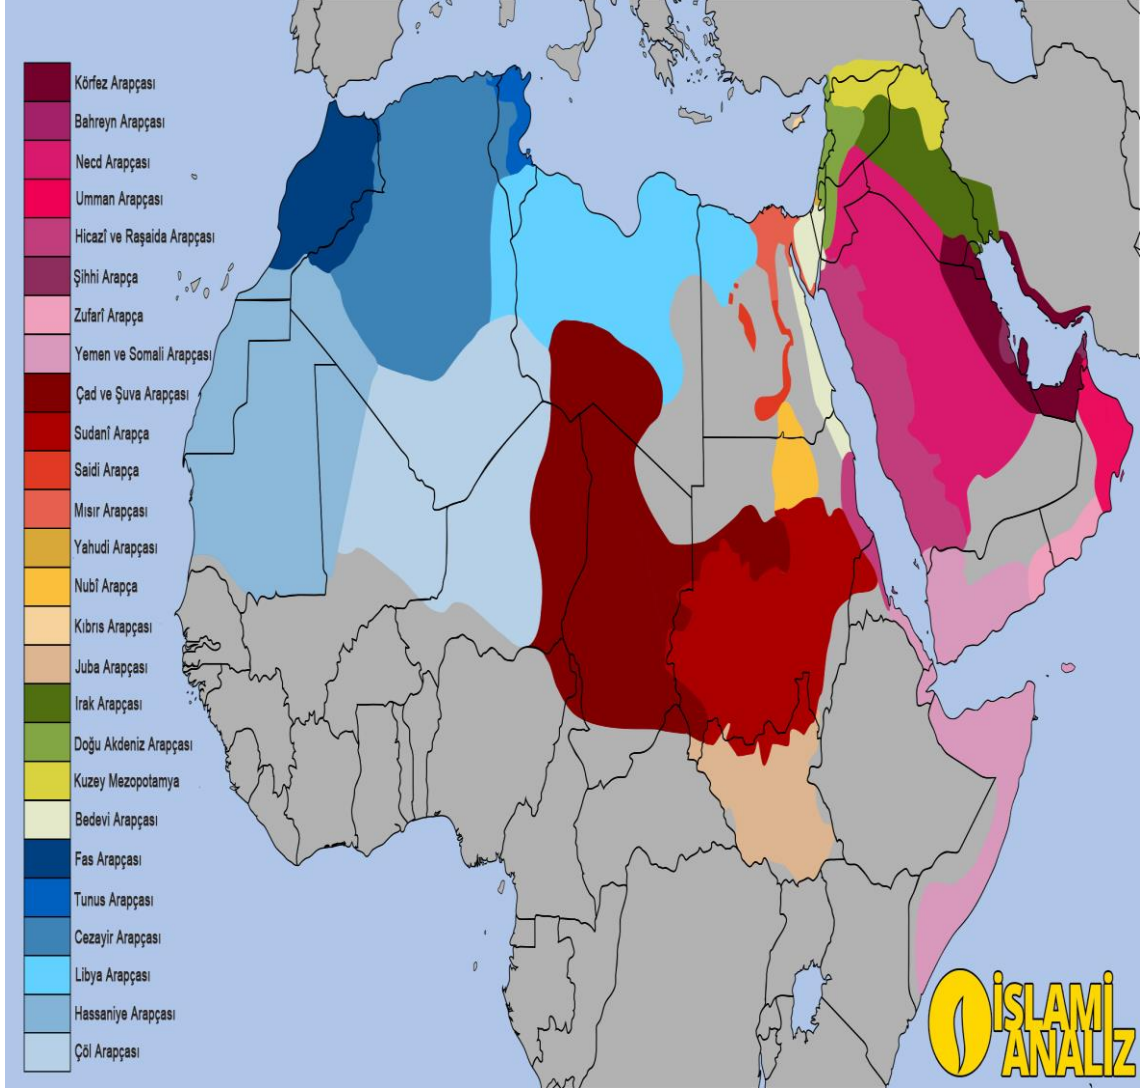 Körfez Arapçası
Bahreyn Arapçası
Necd Arapçası
Umman Arapçası
Hicazî ve Raşaida Arapçası
Şihhi Arapça
Zufarî Arapça
Yemen ve Somali Arapçası
Çad ve Şuva Arapçası
Sudanî Arapça
Saidi Arapça
Mısır Arapçası
Yahudi Arapçası
Nubî Arapça
Kıbrıs Arapçası
Juba Arapçası
Irak Arapçası
Doğu Akdeniz Arapçası
Kuzey Mezopotamya
Bedevi Arapçası
Fas Arapçası
Tunus Arapçası
Cezayir Arapçası
Libya Arapçası
Hassaniye Arapçası
Çöl Arapçası
İSLAMİ
ANALİZ